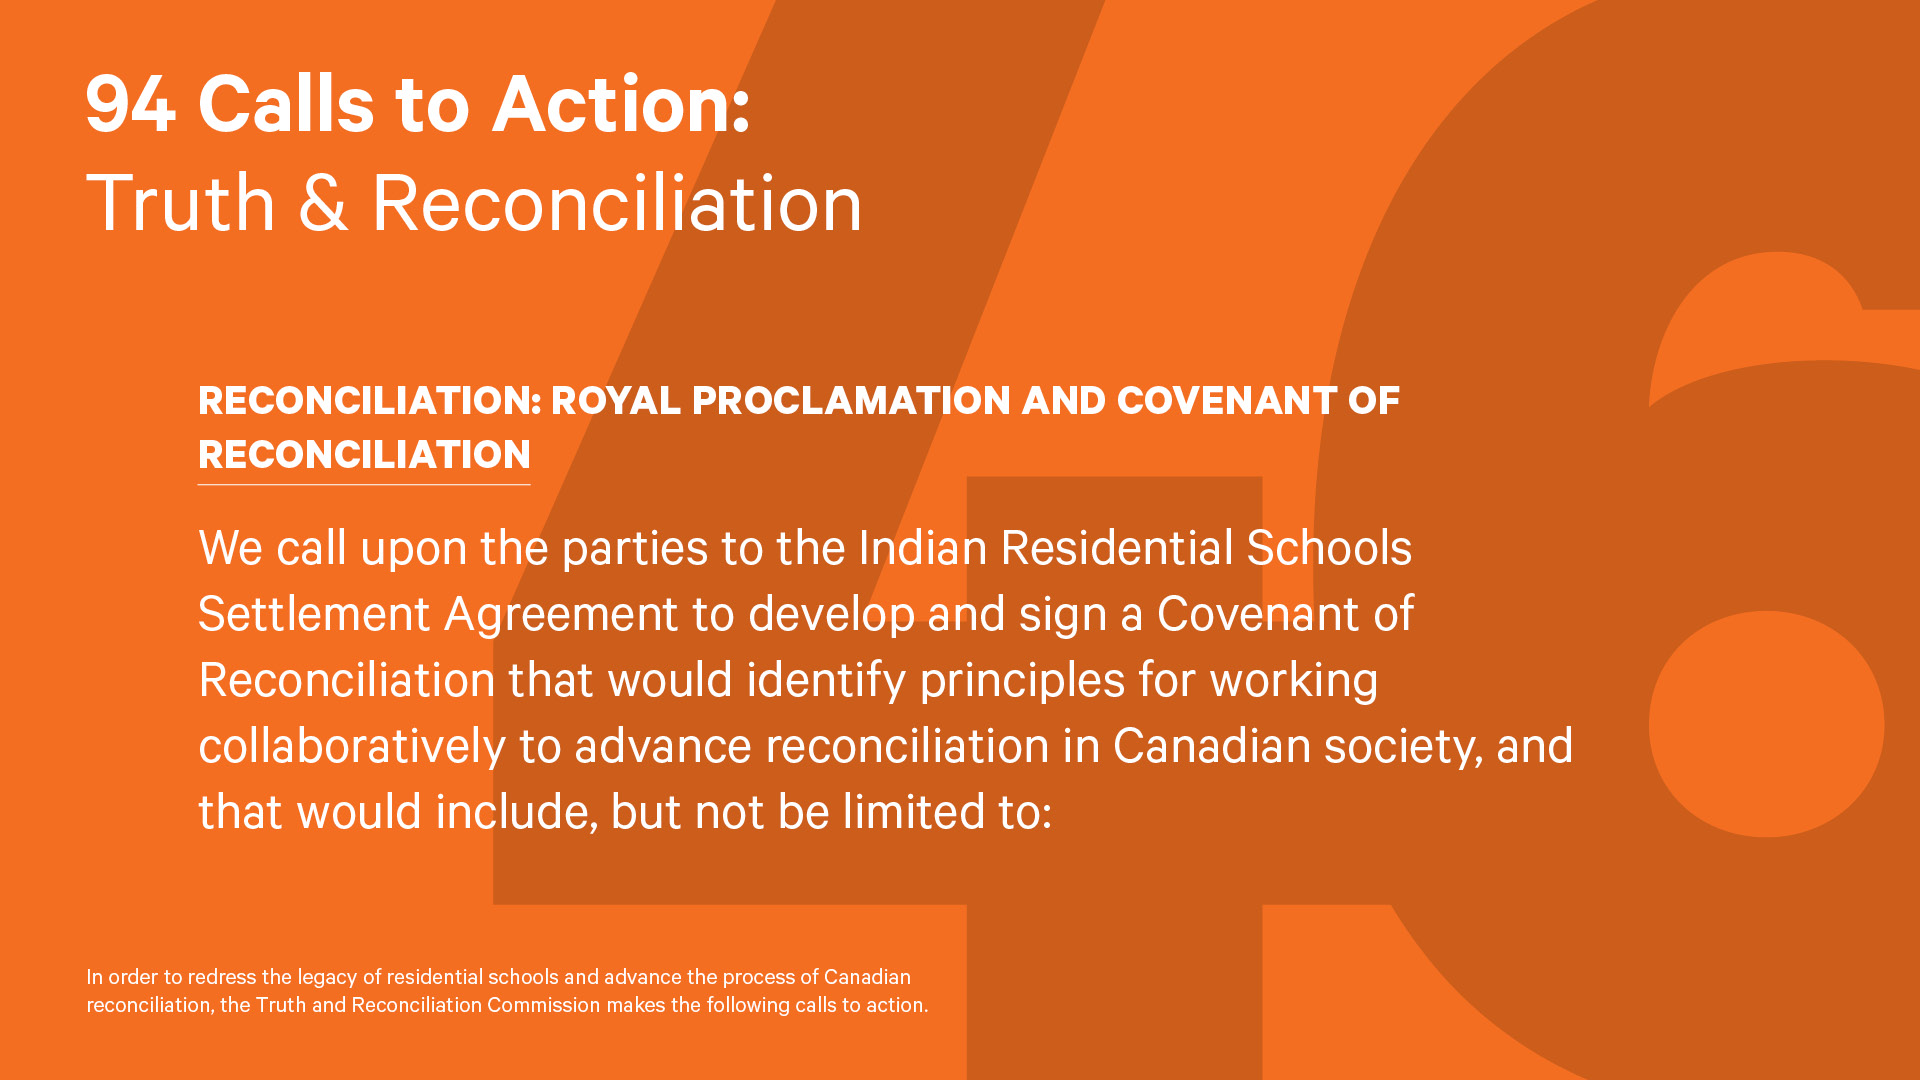 94 Calls to Action:
Truth & Reconciliation
46
RECONCILIATION: ROYAL PROCLAMATION AND COVENANT OF
RECONCILIATION
We call upon the parties to the Indian Residential Schools
Settlement Agreement to develop and sign a Covenant of
Reconciliation that would identify principles for working
collaboratively to advance reconciliation in Canadian society, and
that would include, but not be limited to:
In order to redress the legacy of residential schools and advance the process of Canadian
reconciliation, the Truth and Reconciliation Commission makes the following calls to action.